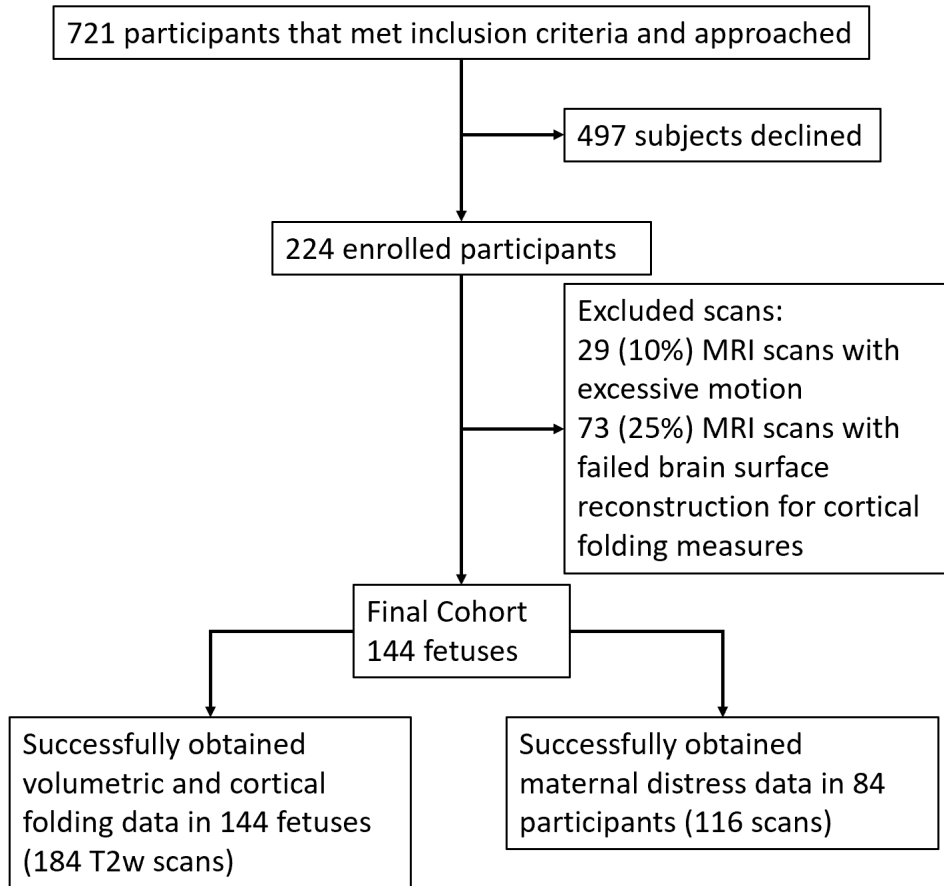 721 participants that met inclusion criteria and approached
497 subjects declined
224 enrolled participants
Excluded scans:
29 (10%) MRI scans with
excessive motion
73 (25%) MRI scans with
failed brain surface
reconstruction for cortical
folding measures
Final Cohort
144 fetuses
Successfully obtained
volumetric and cortical
folding data in 144 fetuses
(184 T2w scans)
Successfully obtained
maternal distress data in 84
participants (116 scans)